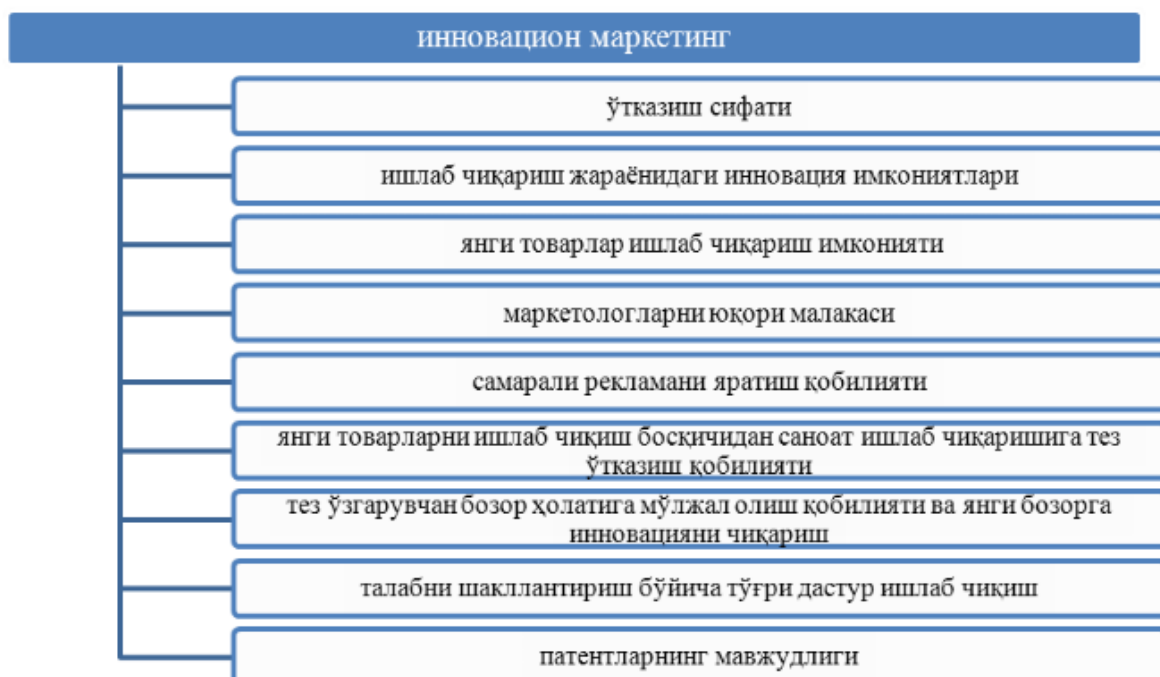 инновацион маркетинг
ўтказиш сифати
ишлаб чиқариш жараёнидаги инновация имкониятлари
янги товарлар ишлаб чиқариш имконияти
маркетологларни юқори малакаси
самарали рекламани яратиш қобилияти
янги товарларни ишлаб чиқиш босқичидан саноат ишлаб чиқаришига тез
ўтказиш қобилияти
тез ўзгарувчан бозор ҳолатига мўлжал олиш қобилияти ва янги бозорга
инновацияни чиқариш
талабни шакллантириш бўйича тўғри дастур ишлаб чиқиш
патентларнинг мавжудлиги